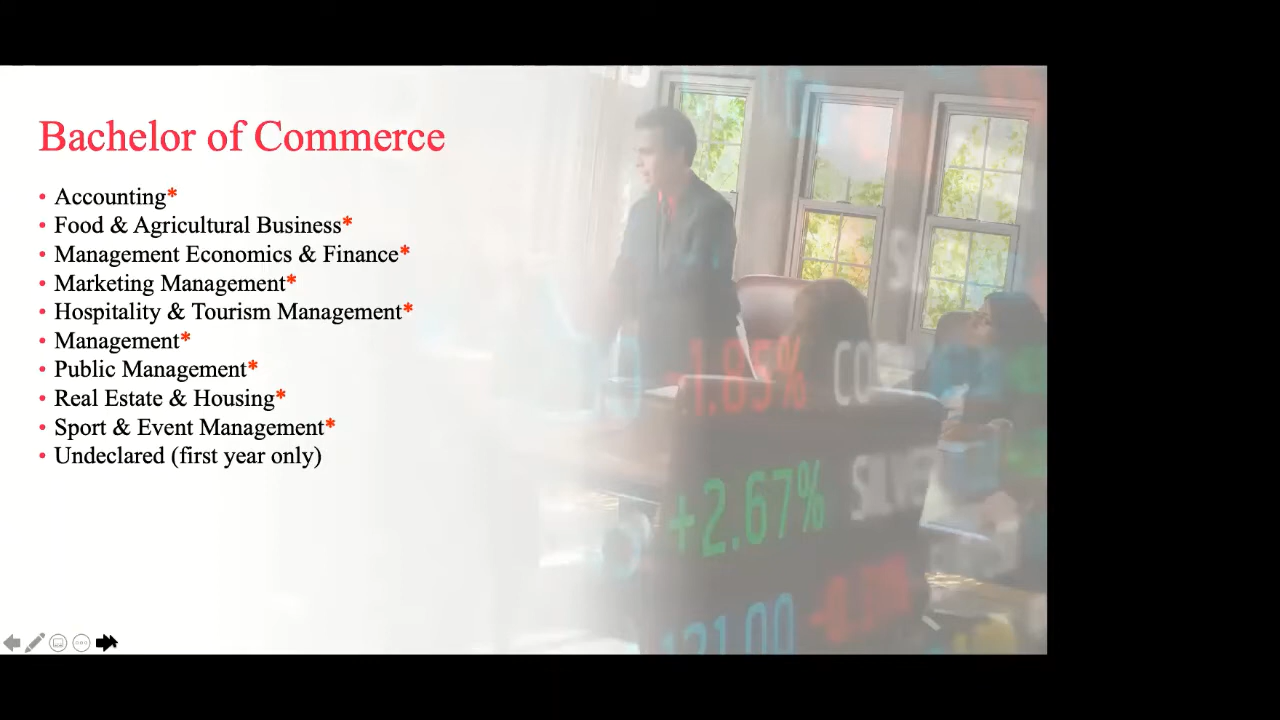 Bachelor of Commerce
• Accounting*
• Food & Agricultural Business*
• Management Economics & Finance*
• Marketing Management*
• Hospitality & Tourism Management*
• Management*
• Public Management*
• Real Estate & Housing*
• Sport & Event Management*
• Undeclared (first year only)
1.85% CO
+2.67%